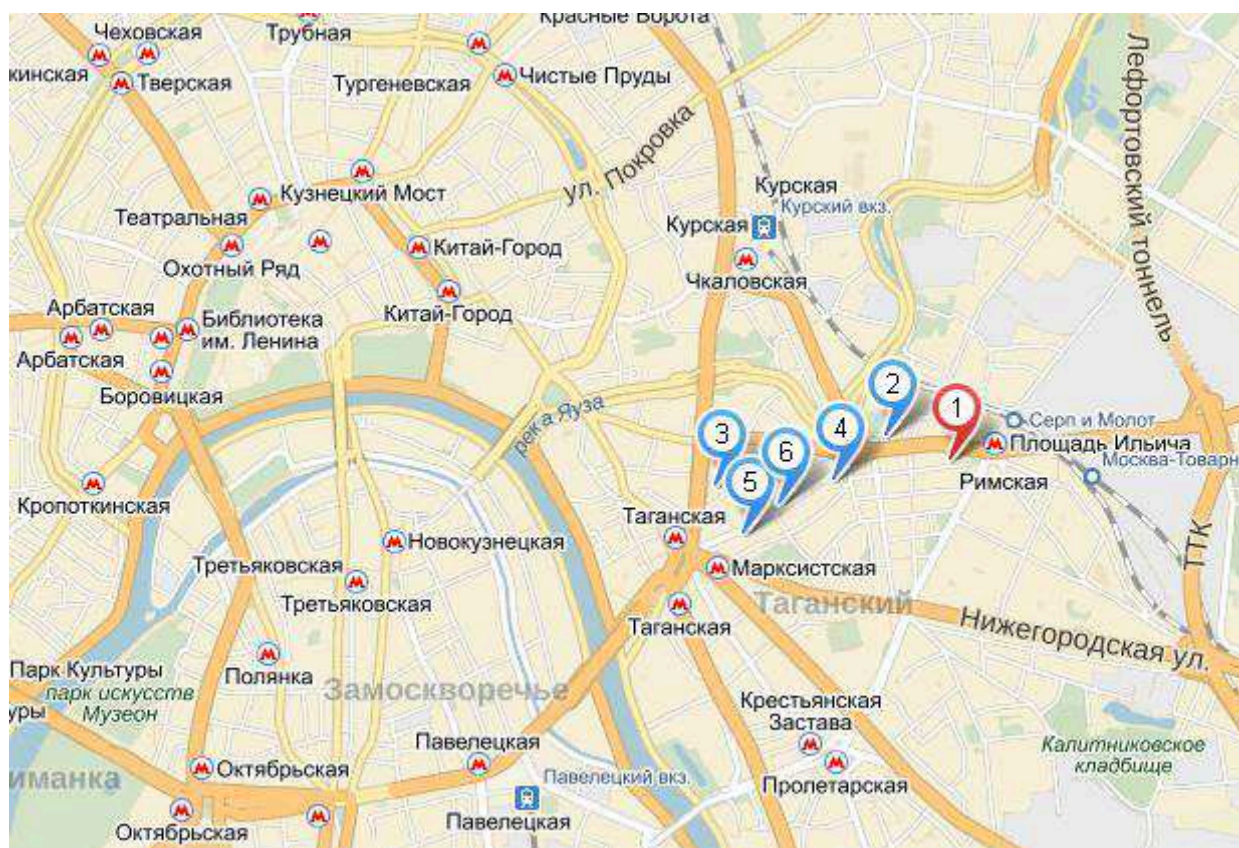 Красные Ворота
Трубная
Чеховская
кинская
Тверская
Тургеневская
Чистые Пруды
Лефортовский тоннель
ул. Покровка
Кузнецкий Мост
Театральная
Охотный Ряд
Китай-Город
Китай-Город
Курская
Курский вкз.
Курская
Чкаловская
Арбатская
Арбатская
Библиотека
им. Ленина
Боровицкая
река Яуза
2
1
3
4
6
5
Серп и Молот
Площадь Ильича
Москва-Товарн
Римская
Кропоткинская
Таганская
Новокузнецкая
Марксистская
Третьяковская
Третьяковская
ТТК
Таганский
Таганская
Нижегородская ул.
Парк Культуры
парк искусств
Музеон
уры
Полянка
Замоскворечье
Крестьянская
Застава
Пролетарская
Калитниковское
кладбище
Павелецкая
Павелецкий вкз.
Павелецкая
Октябрьская
иманка
Октябрьская